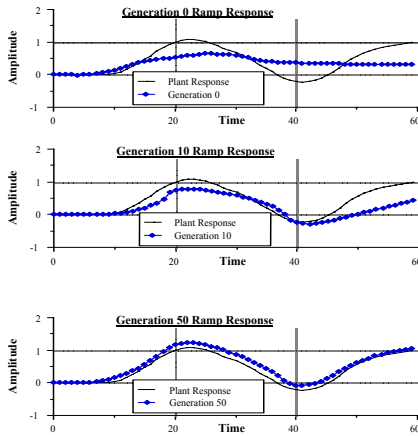 Generation 0 Ramp Response
2
1
0
-1
Amplitude
Plant Response
Generation 0
0
20
40
60
Time
Generation 10 Ramp Response
2
1
0
-1
Amplitude
Plant Response
Generation 10
0
20
40
60
Time
Generation 50 Ramp Response
2
1
0
-1
Amplitude
Plant Response
Generation 50
0
20
40
60
Time